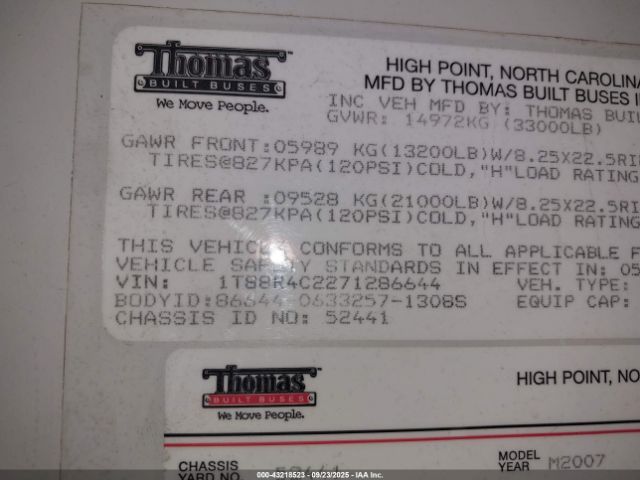 Thomas™
BUILT BUSES
We Move People.
HIGH POINT, NORTH CAROLINA
MFD BY THOMAS BUILT BUSES I
INC VEH MFD BY: THOMAS BUI
GVWR: 14972KG (33000LB)
GAWR FRONT:05989 KG(13200LB)W/8.25X22.5RI
TIRES@827KPA(120PSI)COLD,"H"LOAD RATING
GAWR REAR :09528 KG(21000LB)W/8.25X22.5RI
TIRES@827KPA(120PSI)COLD,"H"LOAD RATING
THIS VEHICLE CONFORMS TO ALL APPLICABLE F
VEHICLE SAFETY STANDARDS IN EFFECT IN: 05
VIN: 1T88R4C2271286644 VEH. TYPE:
BODYID:86644 0633257-1308S EQUIP CAP:
CHASSIS ID NO: 52441
Thomas
BUILT BUSES
We Move People.
HIGH POINT, NO
CHASSIS YARD NO. 52441
MODEL YEAR M2007
000-43218523 - 09/23/2025 - IAA Inc.